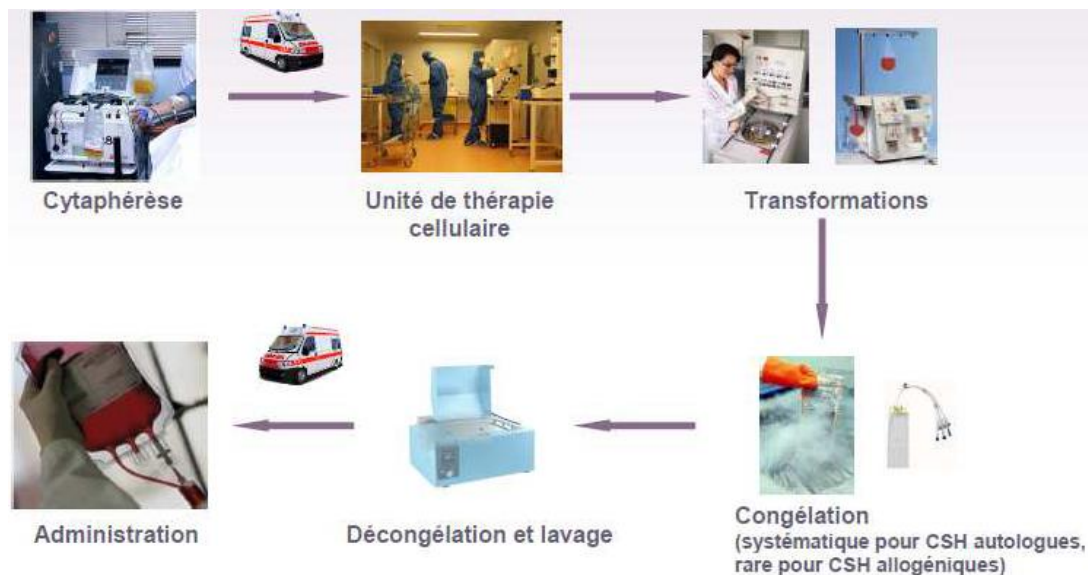 Cytaphérèse
Unité de thérapie
cellulaire
Transformations
Administration
Décongélation et lavage
Congélation
(systématique pour CSH autologues,
rare pour CSH allogéniques)